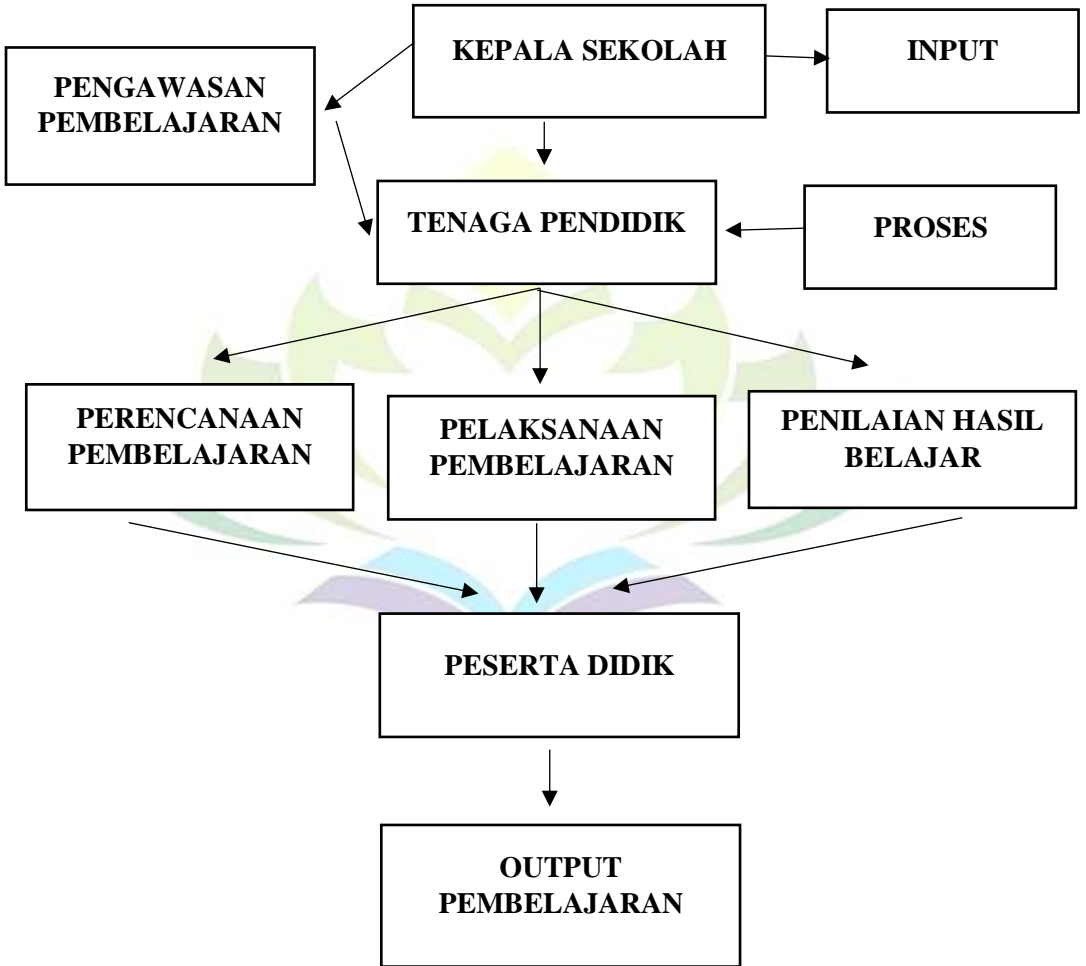 KEPALA SEKOLAH
INPUT
PENGAWASAN
PEMBELAJARAN
TENAGA PENDIDIK
PROSES
PERENCANAAN
PEMBELAJARAN
PELAKSANAAN
PEMBELAJARAN
PENILAIAN HASIL
BELAJAR
PESERTA DIDIK
OUTPUT
PEMBELAJARAN